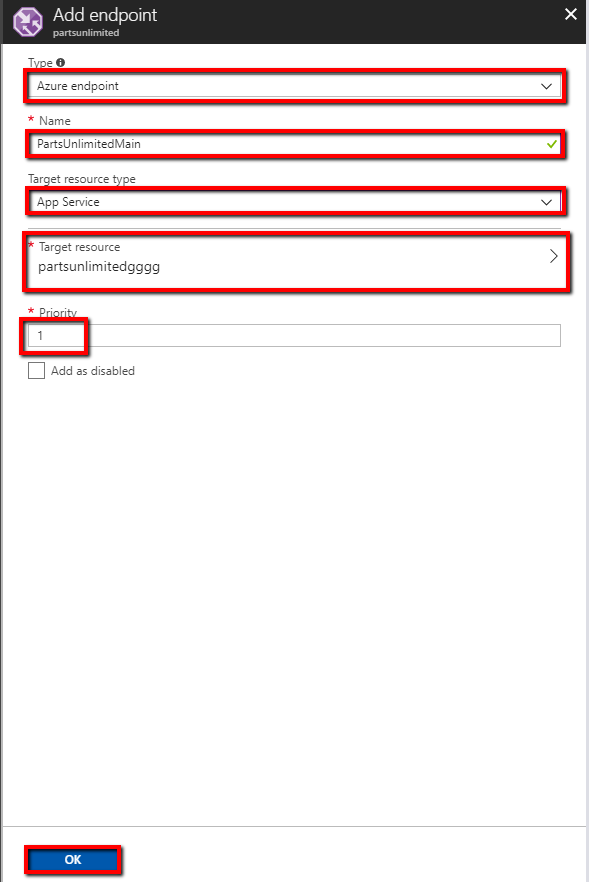 Add endpoint
partsunlimited
Type
Azure endpoint
* Name
PartsUnlimitedMain
Target resource type
App Service
* Target resource
partsunlimitedgggg
* Priority
1
Add as disabled
OK